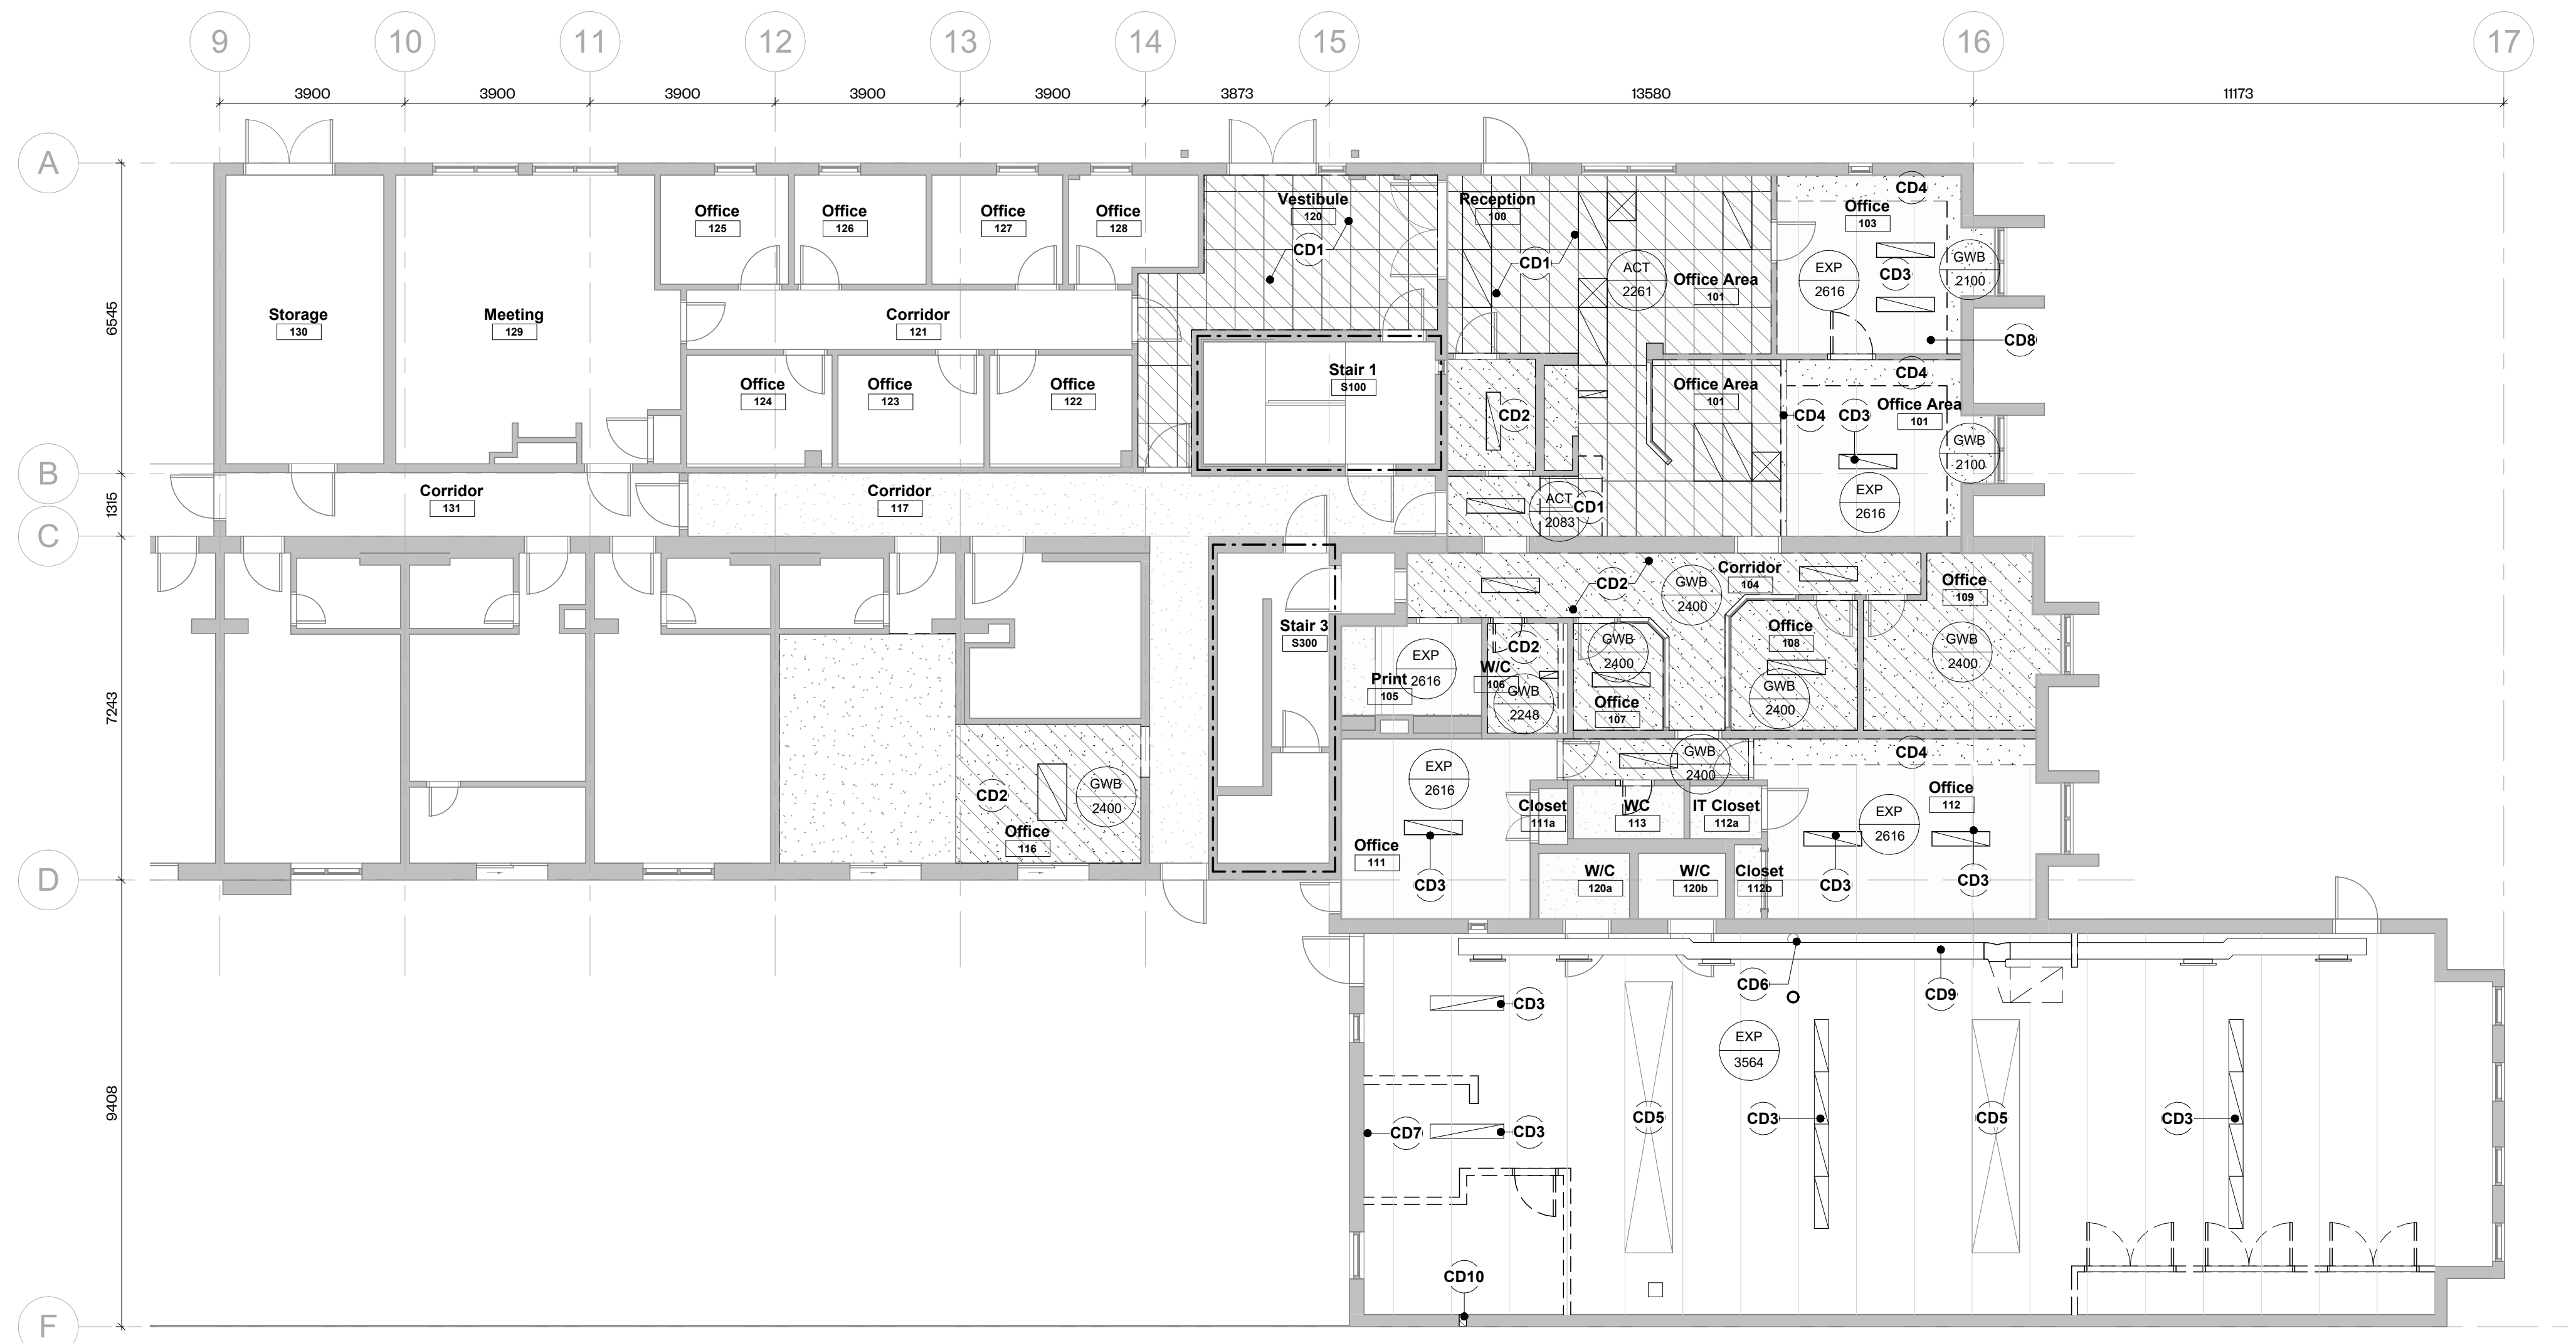 9
10
11
12
13
14
15
16
17
3900
3900
3900
3900
3900
3873
13580
11173
A
B
C
D
F
6545
1315
7243
9408
Storage
130
Meeting
129
Office
125
Office
126
Office
127
Office
128
Corridor
121
Office
124
Office
123
Office
122
Vestibule
120
CD1
Reception
100
CD1
ACT
2261
Office Area
101
CD4
Office
103
EXP
2616
CD3
GWB
2100
CD8
Stair 1
S100
CD2
Office Area
101
CD4
CD4
CD3
Office Area
101
GWB
2100
EXP
2616
Corridor
131
Corridor
117
ACT
2083
CD1
CD2
GWB
2400
Corridor
104
Office
109
GWB
2400
Stair 3
S300
Print
105
EXP
2616
CD2
W/C
106
GWB
2248
GWB
2400
Office
107
Office
108
GWB
2400
CD2
GWB
2400
Office
116
EXP
2616
GWB
2400
CD4
Office
112
EXP
2616
Closet
111a
WC
113
IT Closet
112a
Office
111
CD3
W/C
120a
W/C
120b
Closet
112b
CD3
CD3
CD6
CD9
CD3
EXP
3564
CD7
CD3
CD5
CD3
CD5
CD3
CD10